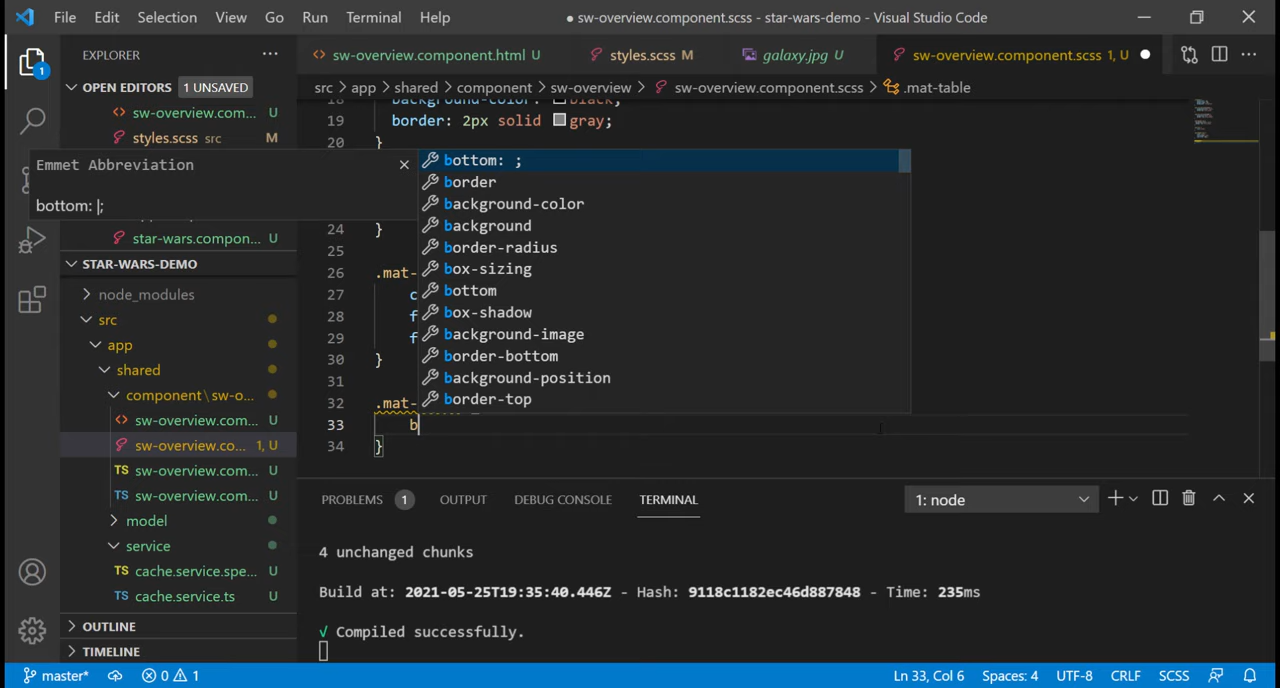 File Edit Selection View Go Run Terminal Help ● sw-overview.component.scss - star-wars-demo - Visual Studio Code
EXPLORER ··· sw-overview.component.html U styles.scss M galaxy.jpg U sw-overview.component.scss 1, U ●
OPEN EDITORS 1 UNSAVED
src > app > shared > component > sw-overview > sw-overview.component.scss > .mat-table
sw-overview.com... U
styles.scss src M
background-color: black;
19 border: 2px solid gray;
20 }
Emmet Abbreviation
bottom: |;
bottom: ;
border
background-color
background
border-radius
box-sizing
bottom
box-shadow
background-image
border-bottom
background-position
border-top
star-wars.compon... U
24 }
25
26 .mat-
27 c
28 f
29 f
30 }
31
32 .mat-
33 b
34 }
STAR-WARS-DEMO
node_modules
src
app
shared
component \ sw-o...
sw-overview.com... U
sw-overview.co... 1, U
sw-overview.com... U
sw-overview.com... U
model
service
cache.service.spe... U
cache.service.ts U
OUTLINE
TIMELINE
PROBLEMS 1 OUTPUT DEBUG CONSOLE TERMINAL 1: node
4 unchanged chunks
Build at: 2021-05-25T19:35:40.446Z - Hash: 9118c1182ec46d887848 - Time: 235ms
√ Compiled successfully.
master* 0 1 Ln 33, Col 6 Spaces: 4 UTF-8 CRLF SCSS